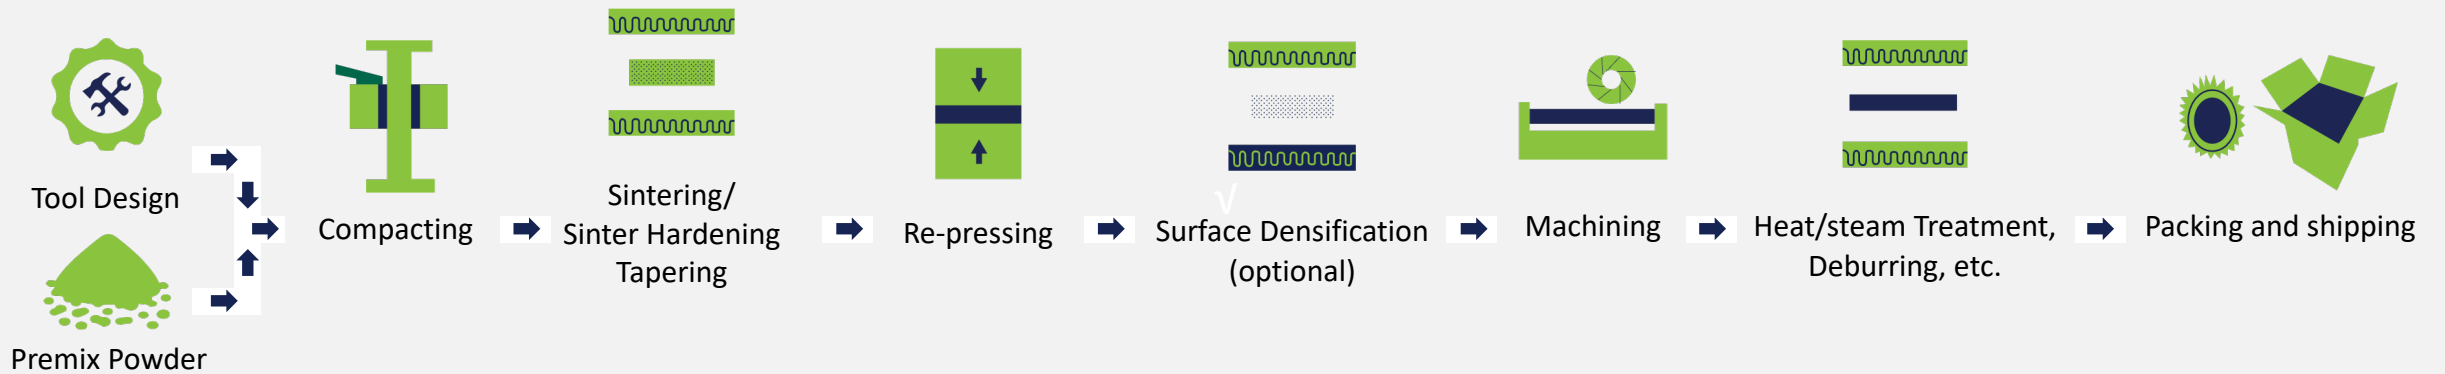 Tool Design
Premix Powder
Compacting
Sintering/
Sinter Hardening
Tapering
Re-pressing
√
Surface Densification
(optional)
Machining
Heat/steam Treatment,
Deburring, etc.
Packing and shipping